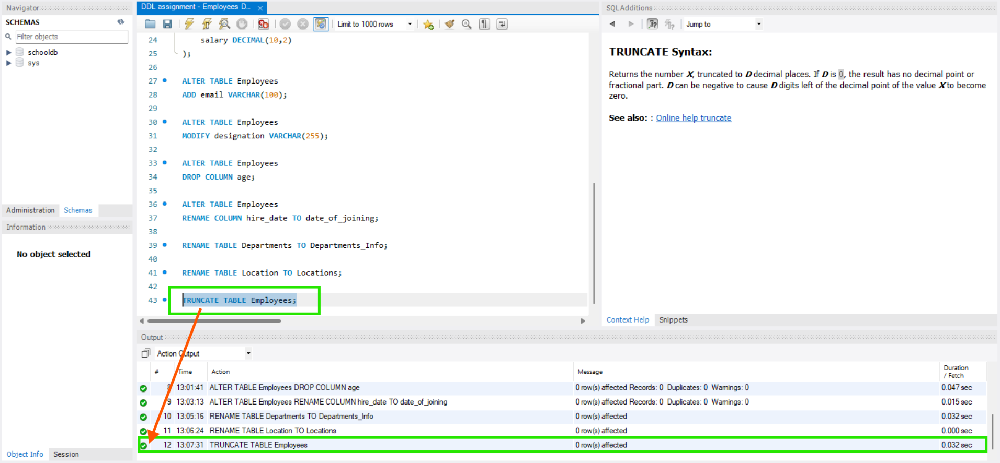 Navigator
SCHEMAS
Filter objects
schooldb
sys
Administration
Schemas
Information
No object selected
Object Info
Session
DDL assignment - Employees D...
Limit to 1000 rows
24 salary DECIMAL(10,2)
25 );
26
27 ALTER TABLE Employees
28 ADD email VARCHAR(100);
29
30 ALTER TABLE Employees
31 MODIFY designation VARCHAR(255);
32
33 ALTER TABLE Employees
34 DROP COLUMN age;
35
36 ALTER TABLE Employees
37 RENAME COLUMN hire_date TO date_of_joining;
38
39 RENAME TABLE Departments TO Departments_Info;
40
41 RENAME TABLE Location TO Locations;
42
43 TRUNCATE TABLE Employees;
SQLAdditions
Jump to
TRUNCATE Syntax:
Returns the number X, truncated to D decimal places. If D is 0, the result has no decimal point or
fractional part. D can be negative to cause D digits left of the decimal point of the value X to become
zero.
See also: : Online help truncate
Context Help
Snippets
Output
Action Output
# Time Action Message Duration / Fetch
8 13:01:41 ALTER TABLE Employees DROP COLUMN age 0 row(s) affected Records: 0 Duplicates: 0 Warnings: 0 0.047 sec
9 13:03:13 ALTER TABLE Employees RENAME COLUMN hire_date TO date_of_joining 0 row(s) affected Records: 0 Duplicates: 0 Warnings: 0 0.015 sec
10 13:05:16 RENAME TABLE Departments TO Departments_Info 0 row(s) affected 0.032 sec
11 13:06:24 RENAME TABLE Location TO Locations 0 row(s) affected 0.000 sec
12 13:07:31 TRUNCATE TABLE Employees 0 row(s) affected 0.032 sec